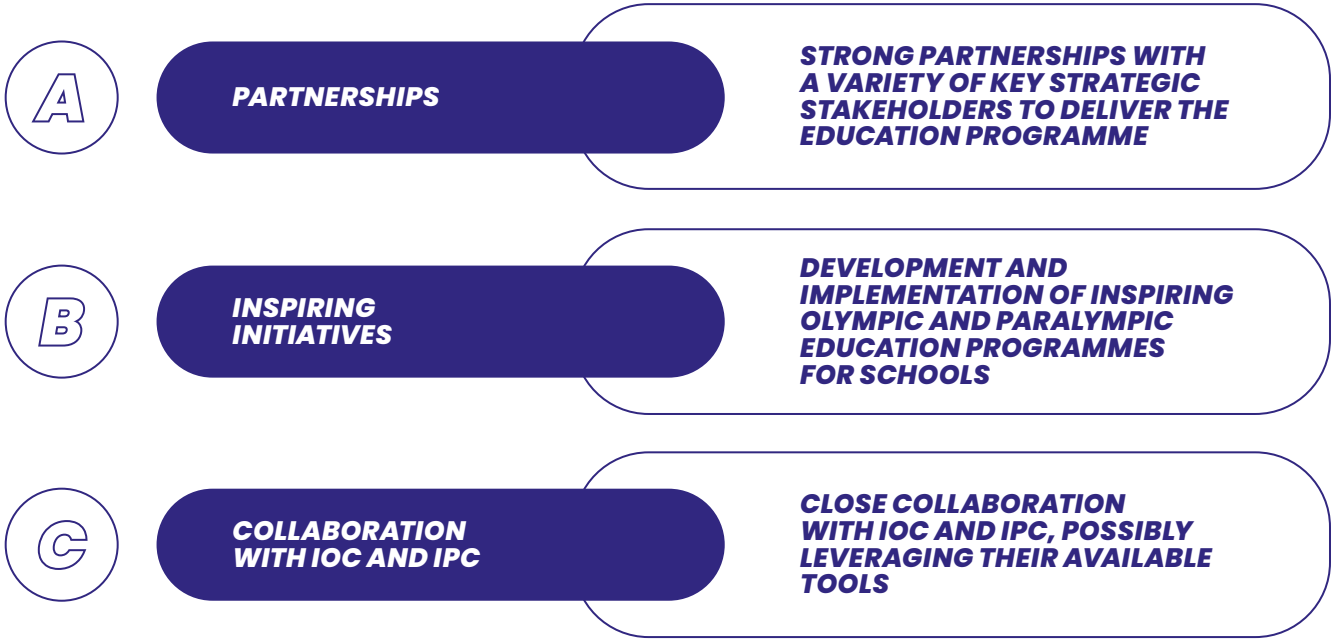 A
PARTNERSHIPS
STRONG PARTNERSHIPS WITH
A VARIETY OF KEY STRATEGIC
STAKEHOLDERS TO DELIVER THE
EDUCATION PROGRAMME
B
INSPIRING
INITIATIVES
DEVELOPMENT AND
IMPLEMENTATION OF INSPIRING
OLYMPIC AND PARALYMPIC
EDUCATION PROGRAMMES
FOR SCHOOLS
C
COLLABORATION
WITH IOC AND IPC
CLOSE COLLABORATION
WITH IOC AND IPC, POSSIBLY
LEVERAGING THEIR AVAILABLE
TOOLS